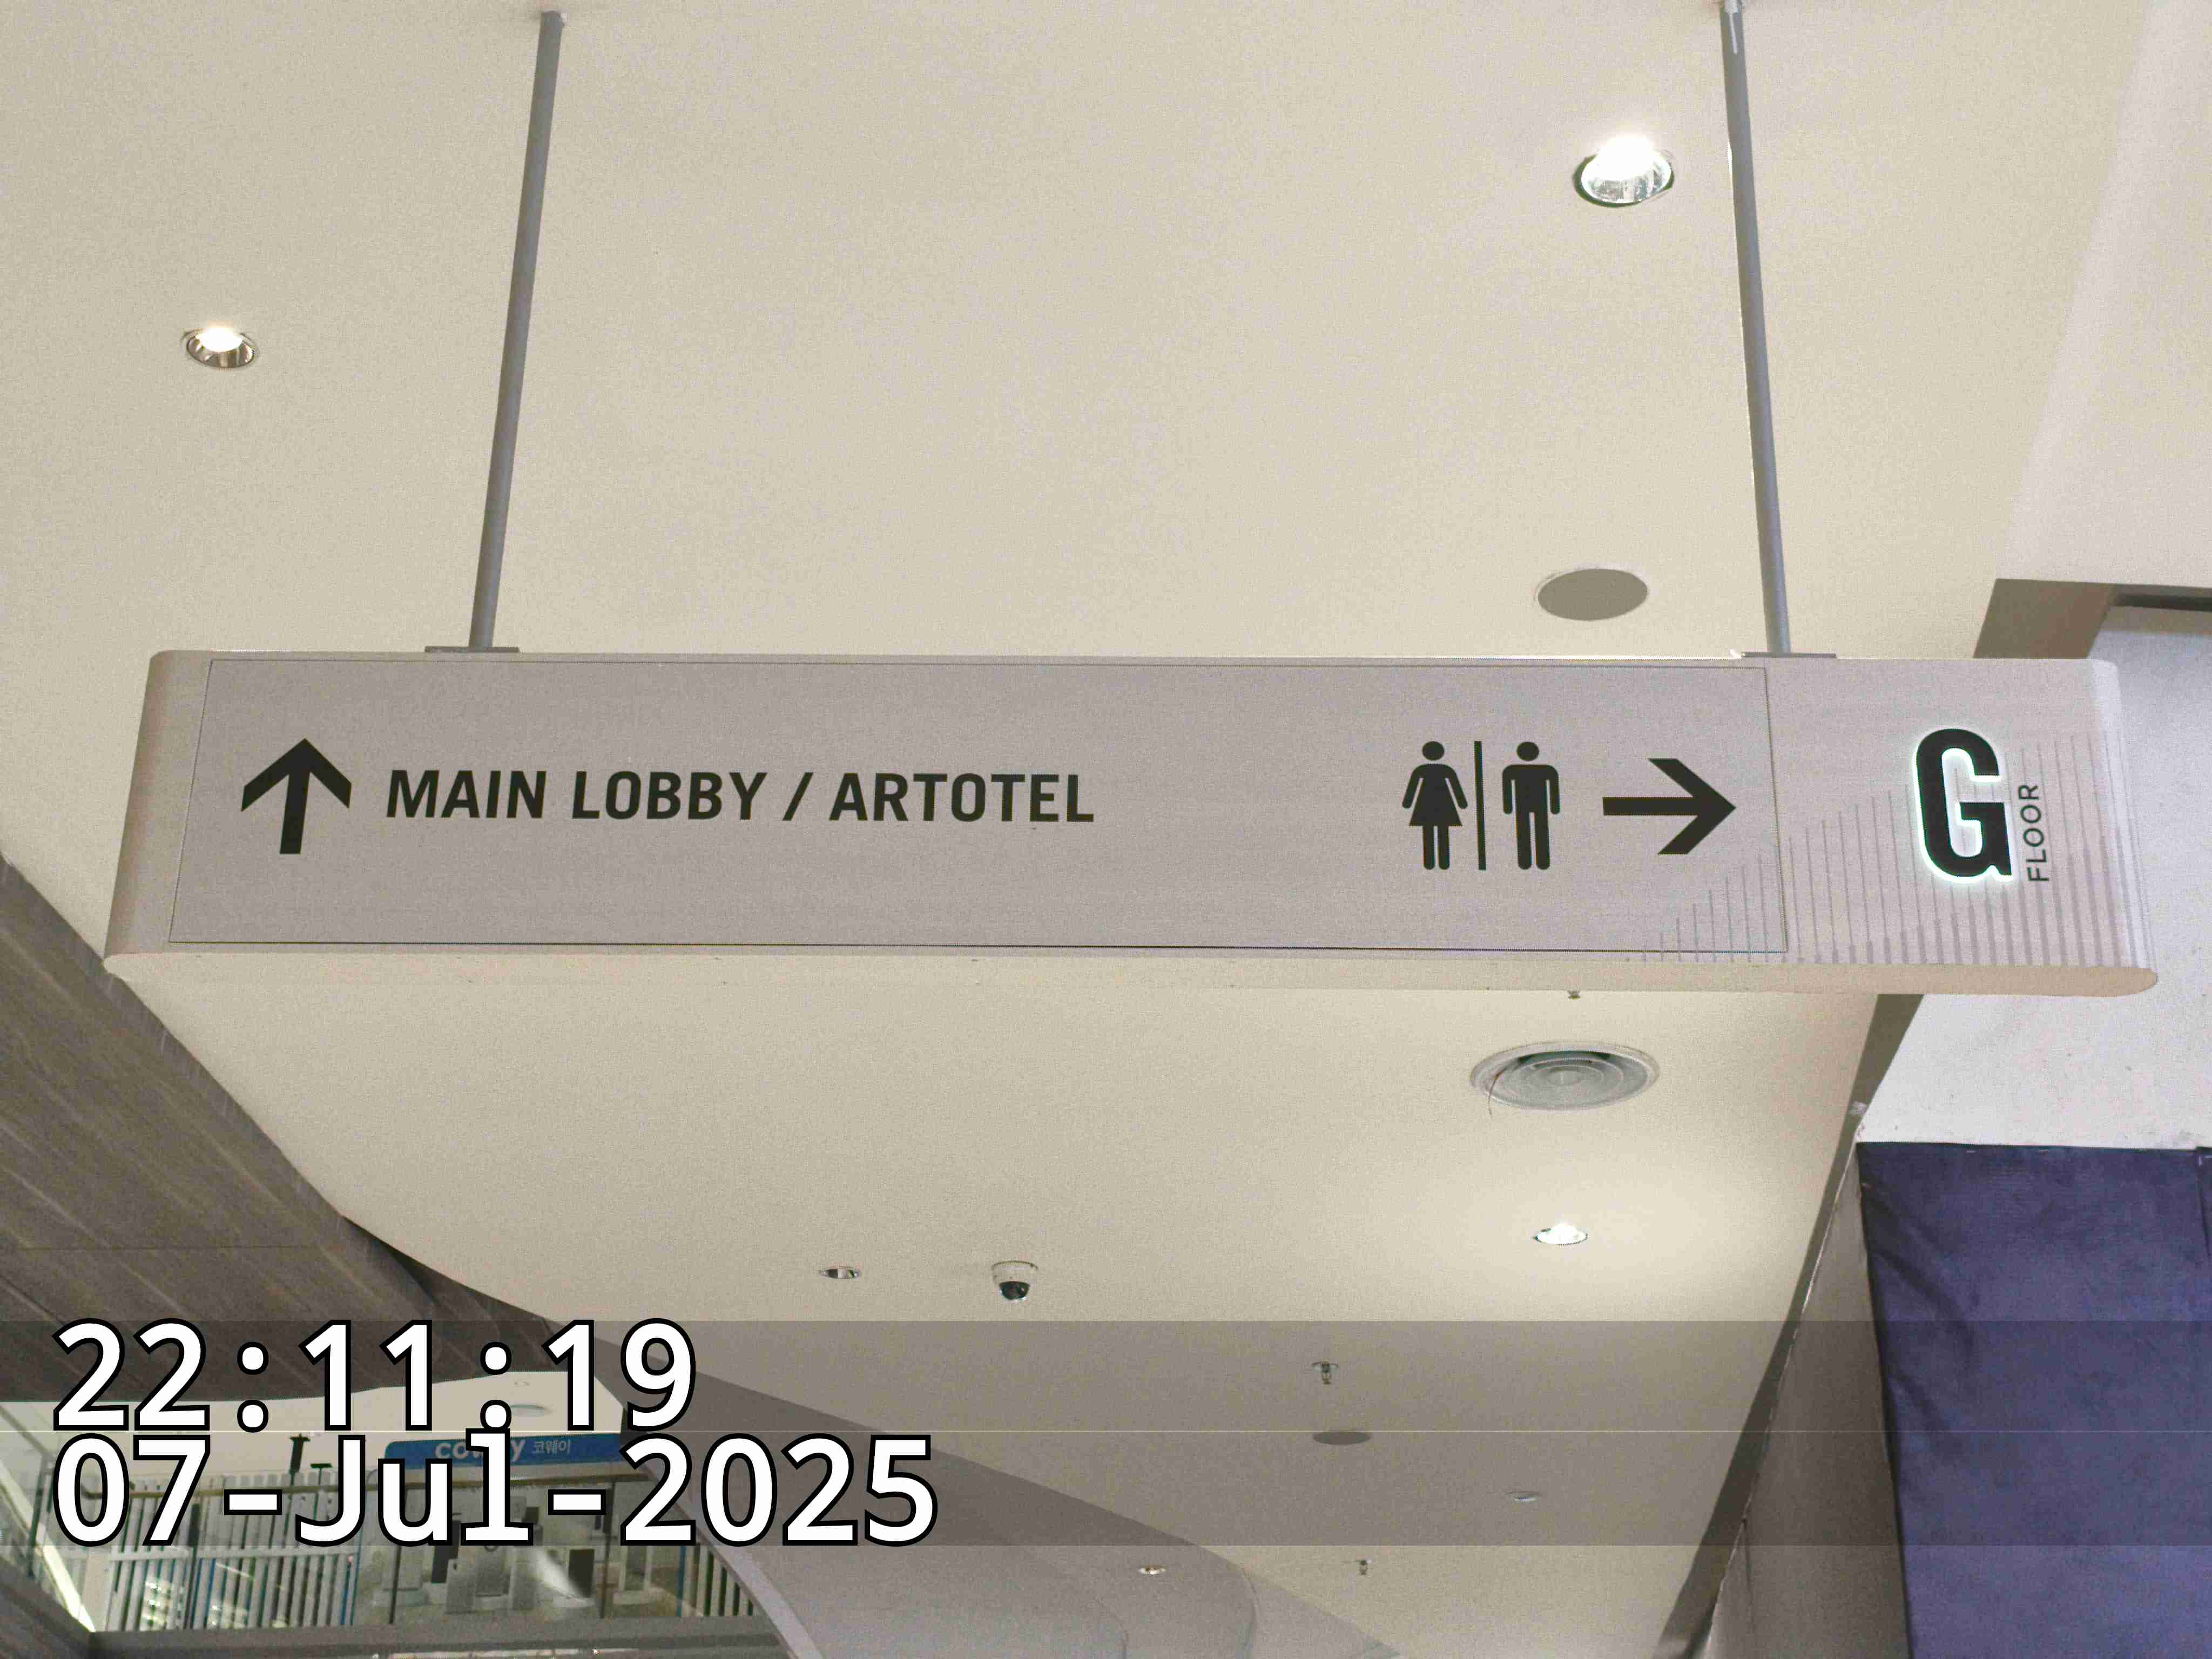 MAIN LOBBY / ARTOTEL
G
FLOOR
22:11:19
코웨이
07-Jul-2025